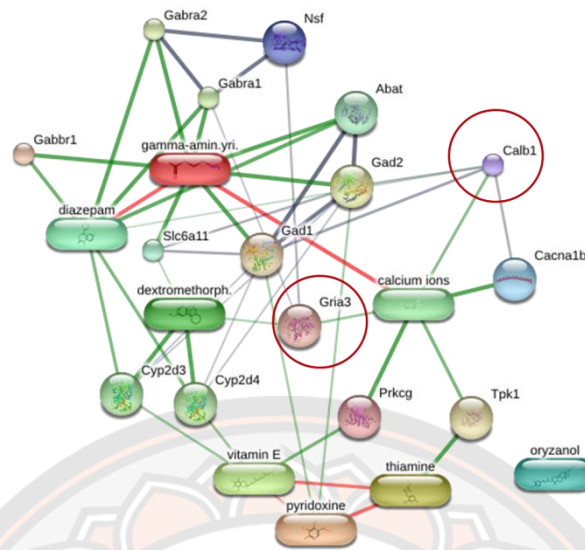 Gabra2
Nsf
Gabra1
Abat
Gabbr1
gamma-amin.yri.
Gad2
Calb1
diazepam
Slc6a11
Gad1
Cacna1b
dextromethorph.
calcium ions
Gria3
Cyp2d3
Cyp2d4
Prkcg
Tpk1
vitamin E
thiamine
oryzanol
pyridoxine